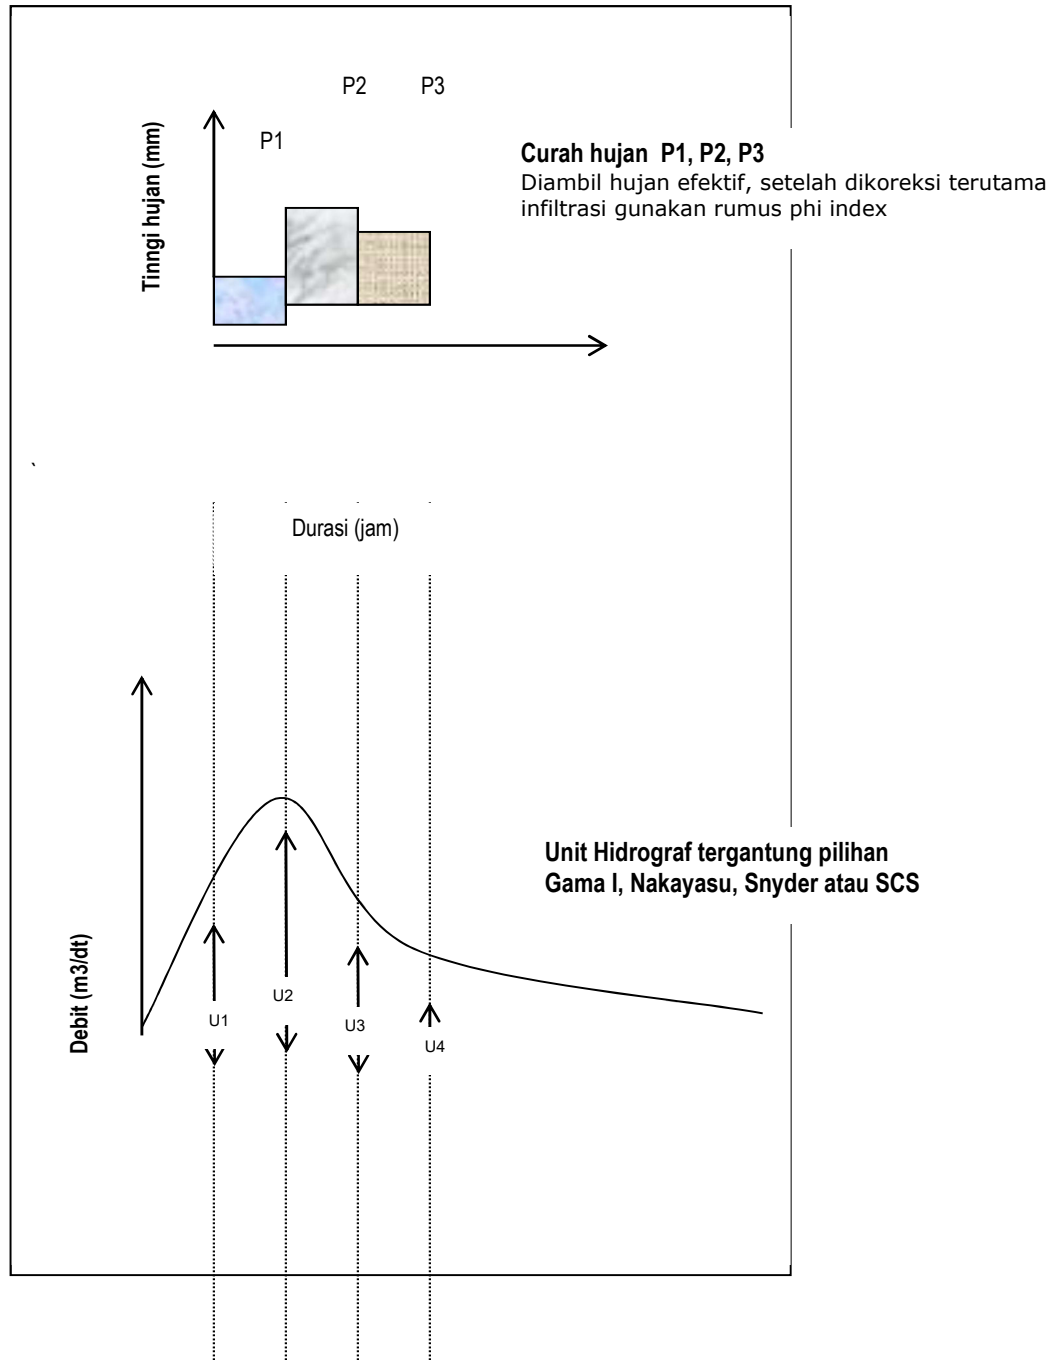 P2 P3
P1
Tinngi hujan (mm)
Curah hujan P1, P2, P3
Diambil hujan efektif, setelah dikoreksi terutama
infiltrasi gunakan rumus phi index
`
Durasi (jam)
Unit Hidrograf tergantung pilihan
Gama I, Nakayasu, Snyder atau SCS
Debit (m3/dt)
U1
U2
U3
U4